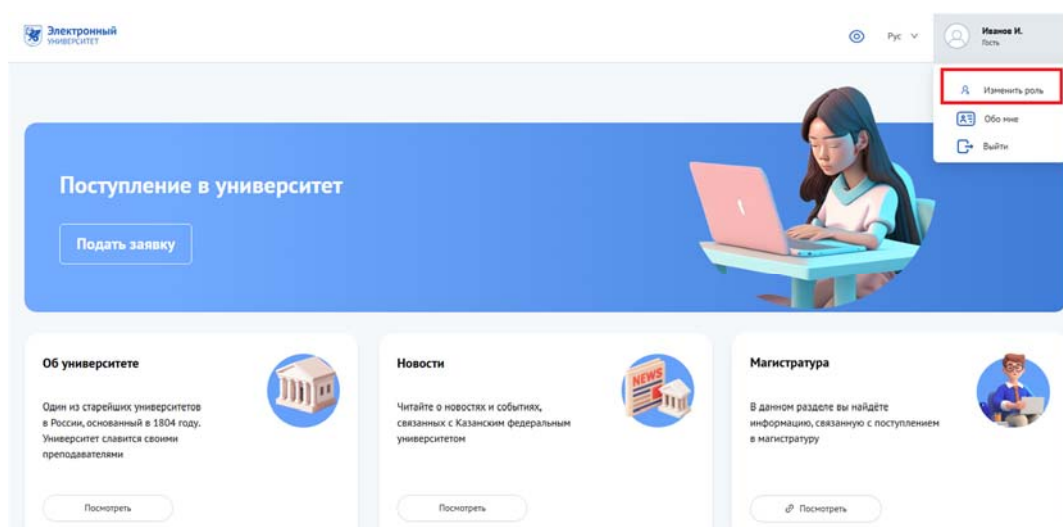 Электронный
УНИВЕРСИТЕТ
Рус
Иванов И.
Гость
Изменить роль
Обо мне
Выйти
Поступление в университет
Подать заявку
Об университете
Один из старейших университетов
в России, основанный в 1804 году.
Университет славится своими
преподавателями
Посмотреть
Новости
NEWS
Читайте о новостях и событиях,
связанных с Казанским федеральным
университетом
Посмотреть
Магистратура
В данном разделе вы найдёте
информацию, связанную с поступлением
в магистратуру
Посмотреть